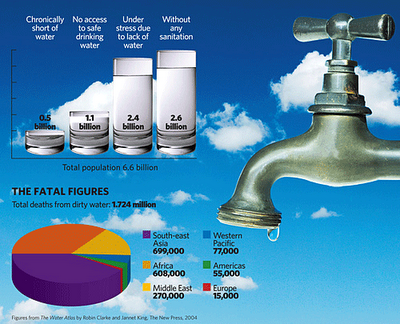 Chronically
short of
water
No access
to safe
drinking
water
Under
stress due
to lack of
water
Without
any
sanitation
0.5
billion
1.1
billion
2.4
billion
2.6
billion
Total population 6.6 billion
THE FATAL FIGURES
Total deaths from dirty water: 1.724 million
South-east
Asia
699,000
Africa
608,000
Middle East
270,000
Western
Pacific
77,000
Americas
55,000
Europe
15,000
Figures from The Water Atlas by Robin Clarke and Jannet King, The New Press, 2004